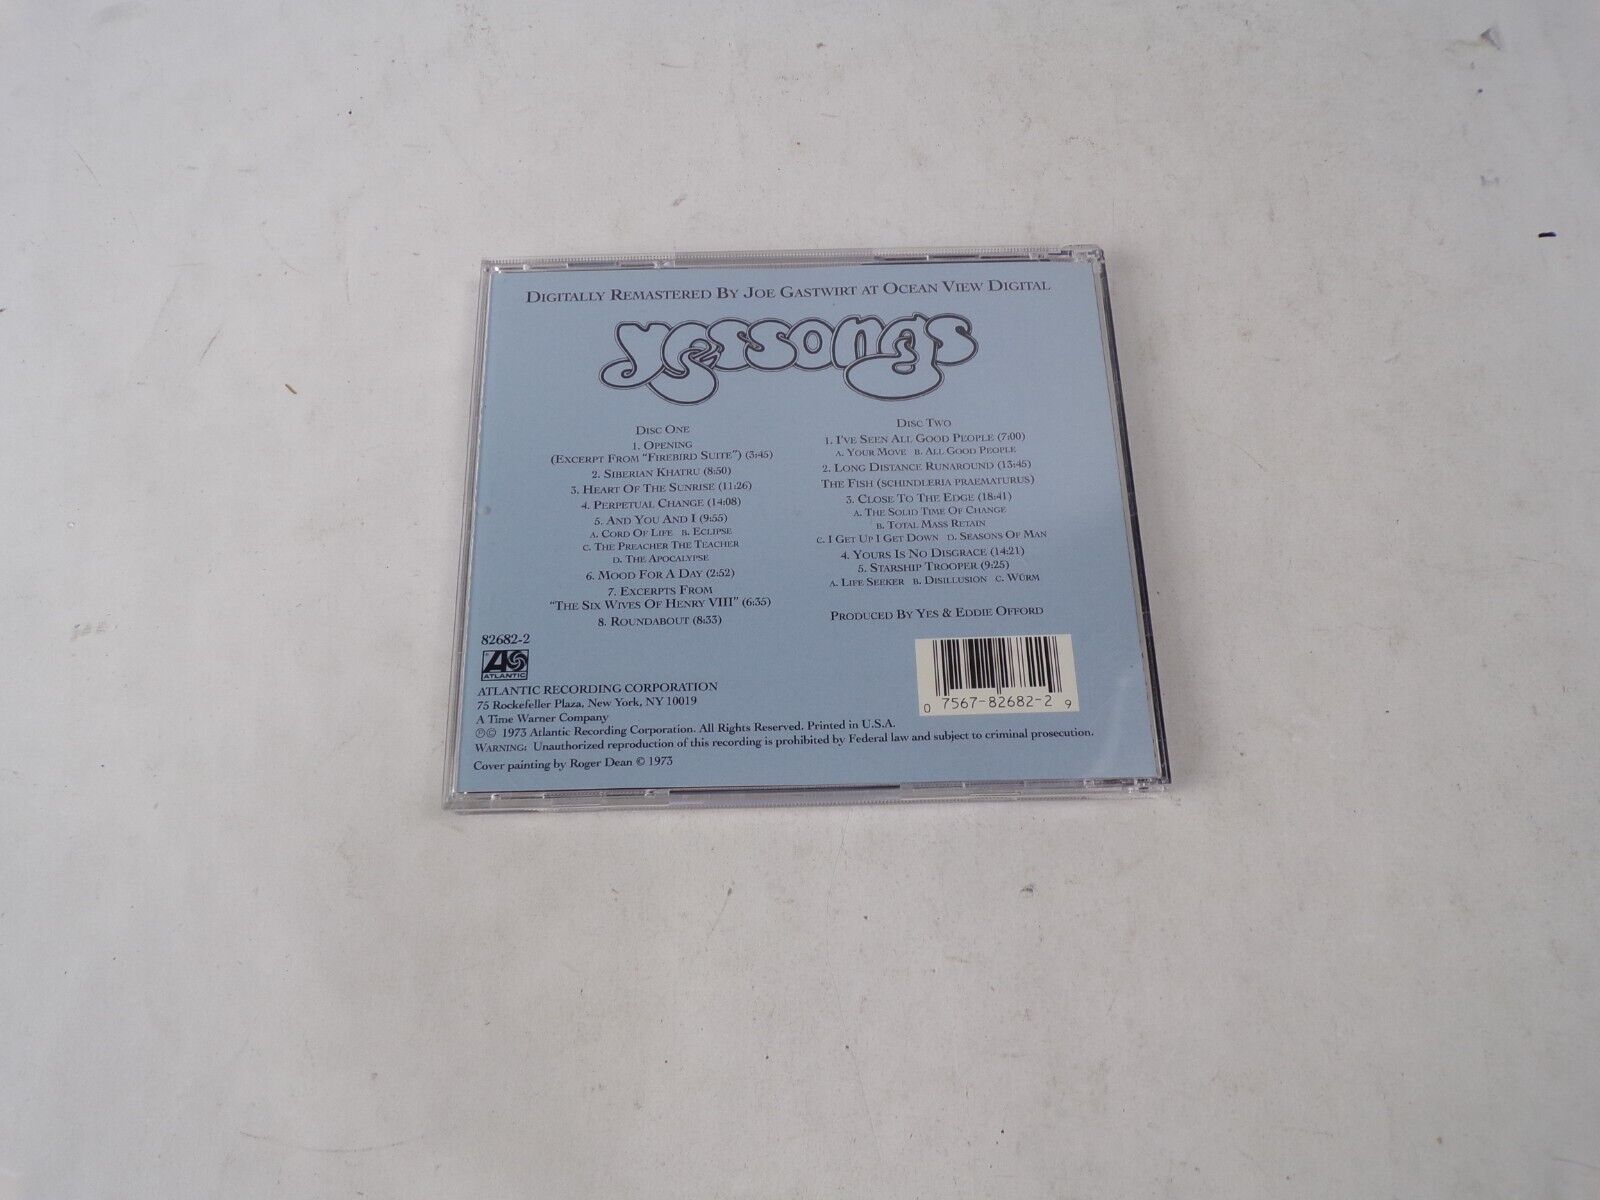 DIGITALLY REMASTERED BY JOE GASTWIRT AT OCEAN VIEW DIGITAL
yessongs
DISC ONE
1. OPENING
(EXCERPT FROM "FIREBIRD SUITE") (3:45)
2. SIBERIAN KHATRU (8:50)
3. HEART OF THE SUNRISE (11:26)
4. PERPETUAL CHANGE (14:08)
5. AND YOU AND I (9:55)
A. CORD OF LIFE B. ECLIPSE
C. THE PREACHER THE TEACHER
D. THE APOCALYPSE
6. MOOD FOR A DAY (2:52)
7. EXCERPTS FROM
"THE SIX WIVES OF HENRY VIII" (6:35)
8. ROUNDABOUT (8:33)
DISC TWO
1. I'VE SEEN ALL GOOD PEOPLE (7:00)
A. YOUR MOVE B. ALL GOOD PEOPLE
2. LONG DISTANCE RUNAROUND (13:45)
THE FISH (SCHINDLERIA PRAEMATURUS)
3. CLOSE TO THE EDGE (18:41)
A. THE SOLID TIME OF CHANGE
B. TOTAL MASS RETAIN
C. I GET UP I GET DOWN D. SEASONS OF MAN
4. YOURS IS NO DISGRACE (14:21)
5. STARSHIP TROOPER (9:25)
A. LIFE SEEKER B. DISILLUSION C. WÜRM
PRODUCED BY YES & EDDIE OFFORD
82682-2
ATLANTIC
ATLANTIC RECORDING CORPORATION
75 Rockefeller Plaza, New York, NY 10019
A Time Warner Company
℗© 1973 Atlantic Recording Corporation. All Rights Reserved. Printed in U.S.A.
WARNING: Unauthorized reproduction of this recording is prohibited by Federal law and subject to criminal prosecution.
Cover painting by Roger Dean © 1973
0 7567-82682-2 9